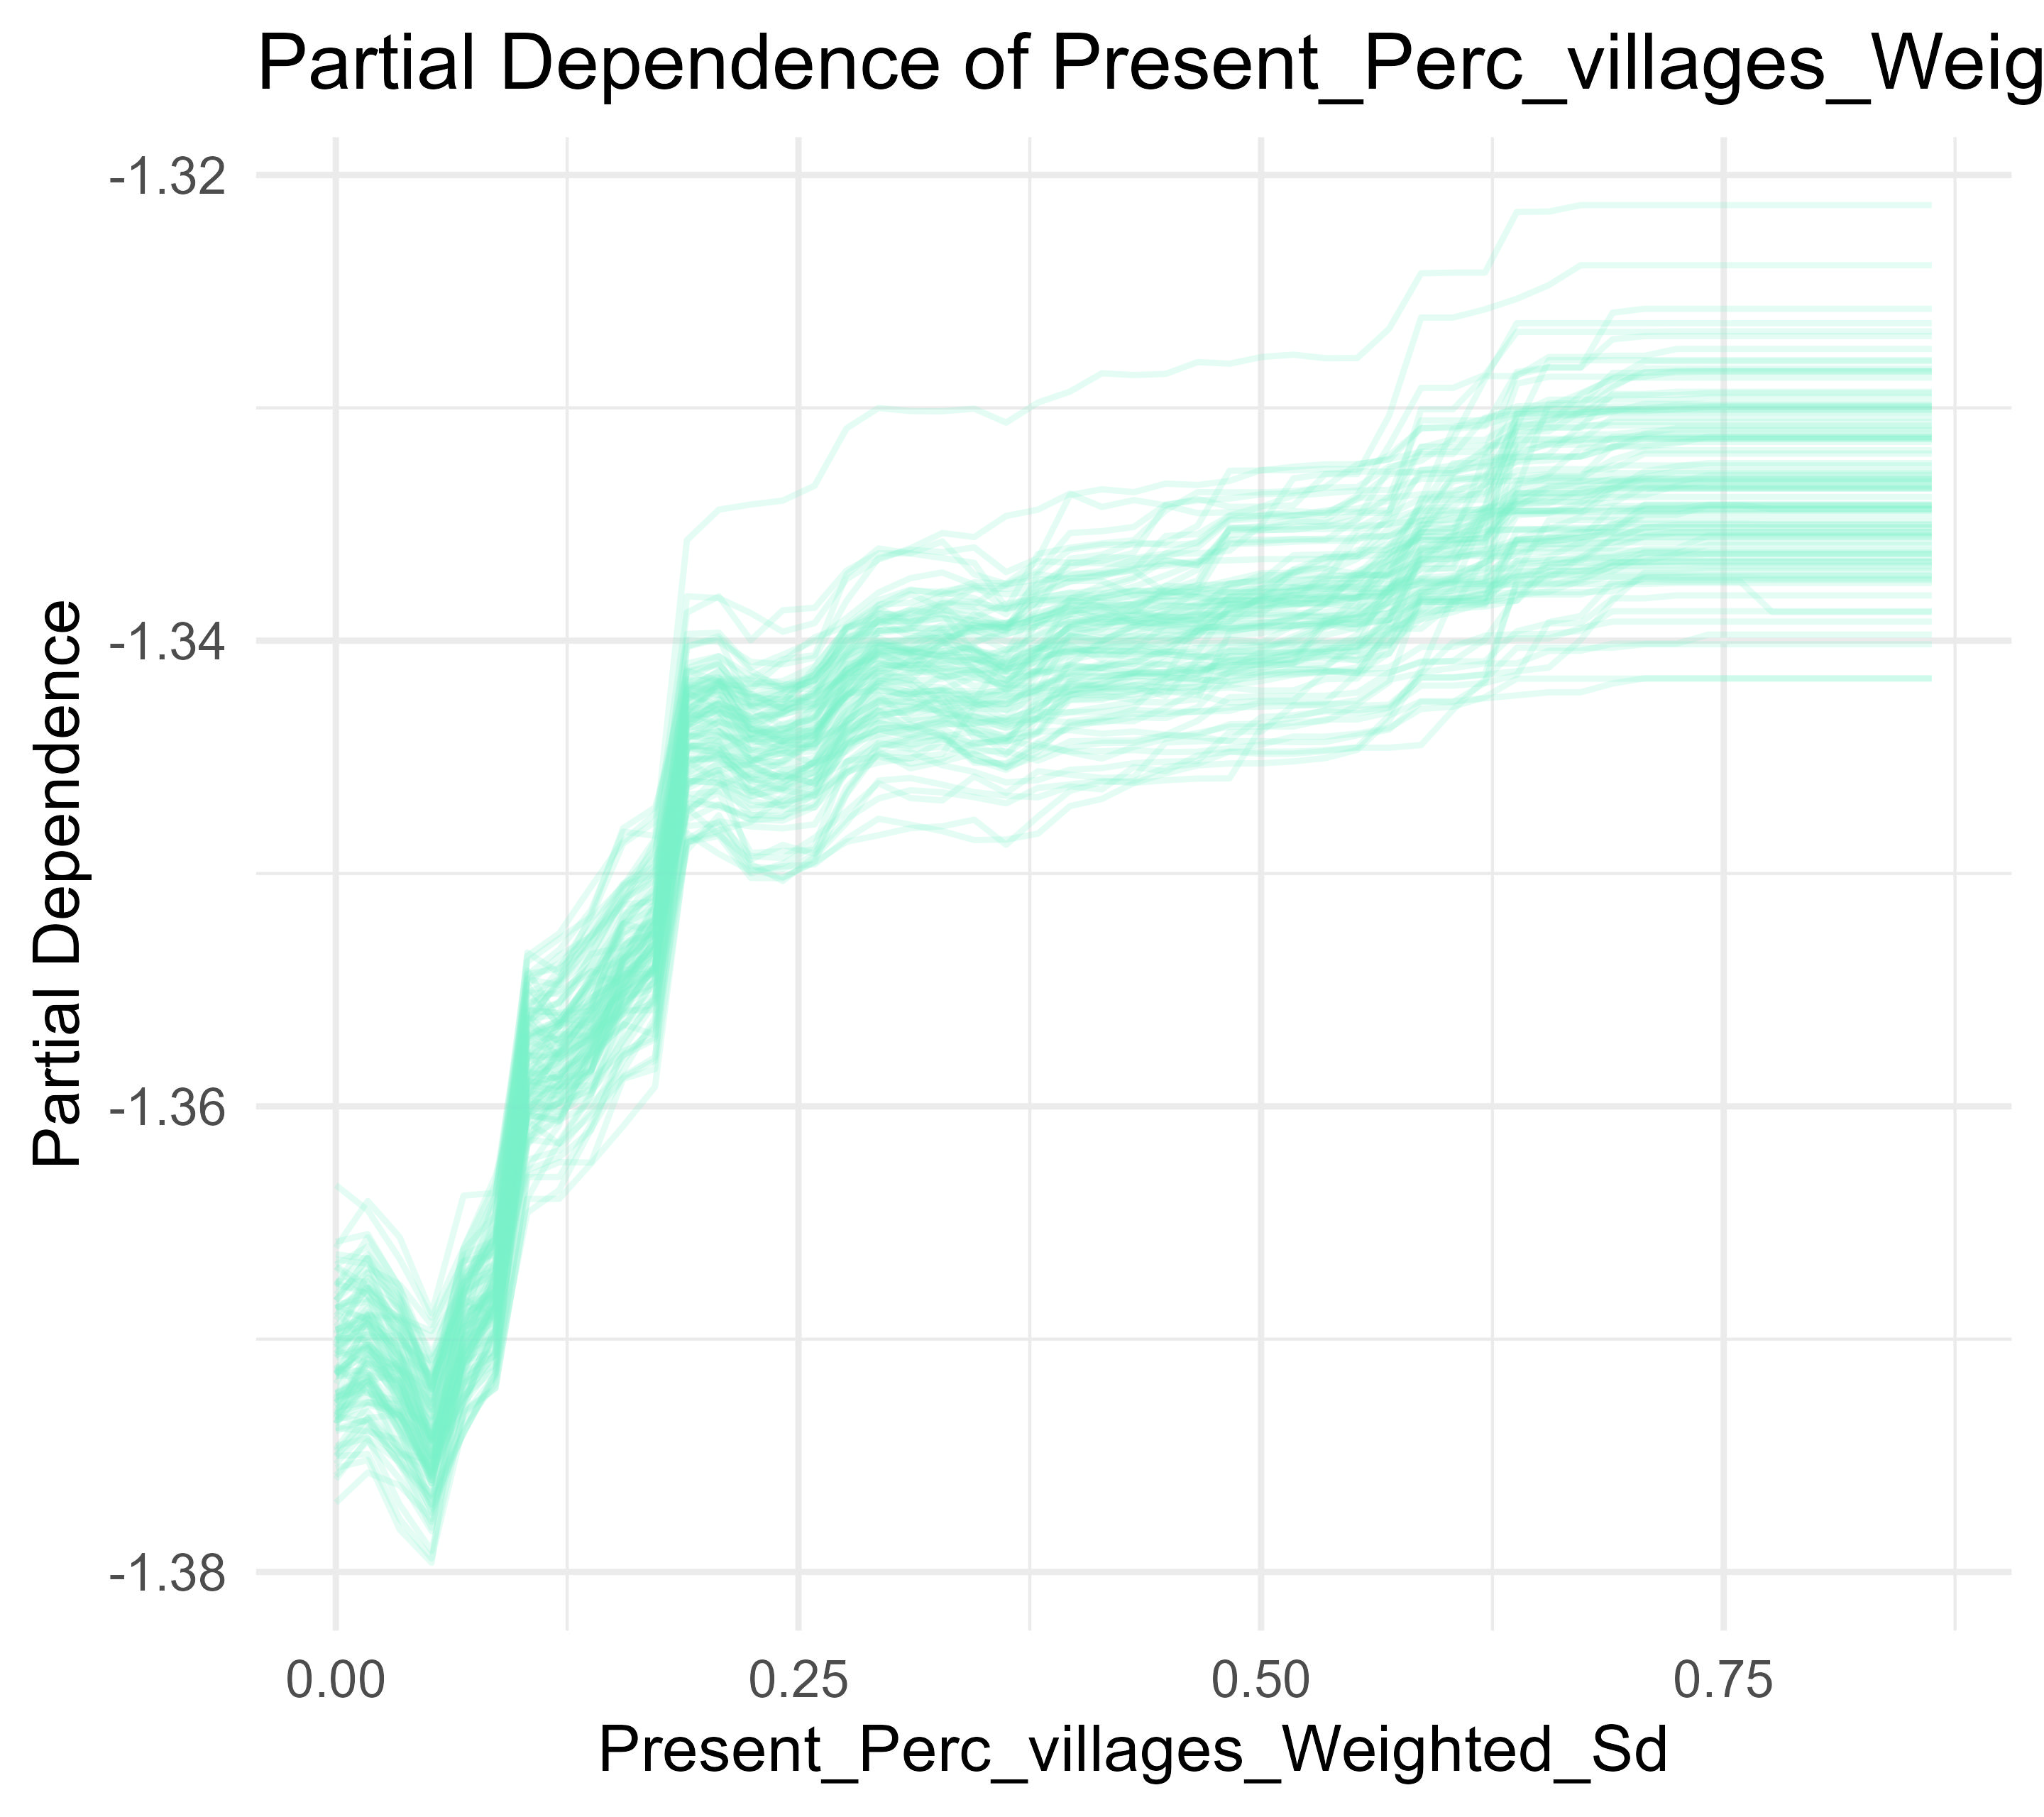 Partial Dependence of Present_Perc_villages_Weig
-1.32
-1.34
-1.36
-1.38
Partial Dependence
0.00 0.25 0.50 0.75
Present_Perc_villages_Weighted_Sd